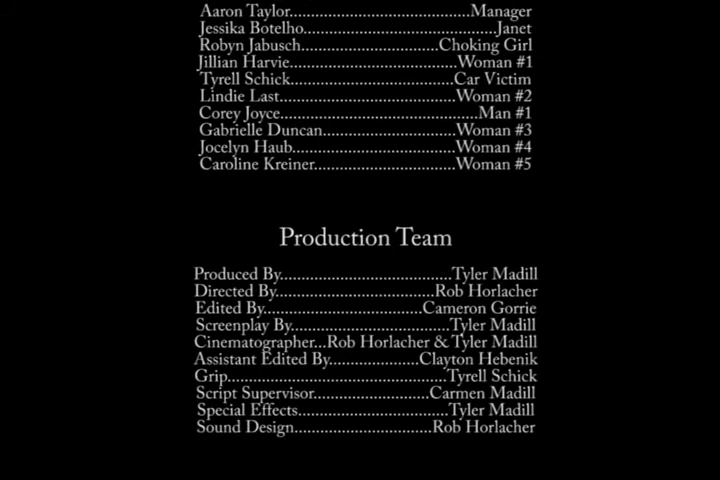 Aaron Taylor........................................Manager
Jessika Botelho..........................................Janet
Robyn Jabusch..............................Choking Girl
Jillian Harvie.....................................Woman #1
Tyrell Schick....................................Car Victim
Lindie Last.......................................Woman #2
Corey Joyce...........................................Man #1
Gabrielle Duncan.............................Woman #3
Jocelyn Haub....................................Woman #4
Caroline Kreiner...............................Woman #5
Production Team
Produced By.....................................Tyler Madill
Directed By..................................Rob Horlacher
Edited By..................................Cameron Gorrie
Screenplay By...................................Tyler Madill
Cinematographer...Rob Horlacher & Tyler Madill
Assistant Edited By...................Clayton Hebenik
Grip................................................Tyrell Schick
Script Supervisor.........................Carmen Madill
Special Effects.................................Tyler Madill
Sound Design..............................Rob Horlacher